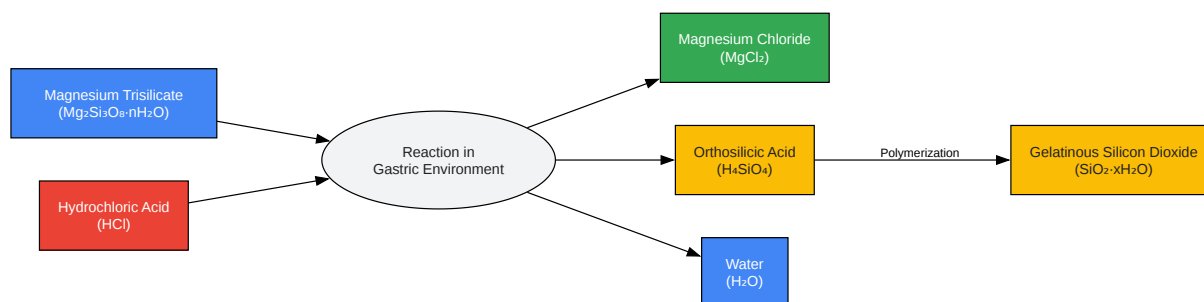 Magnesium Trisilicate
(Mg₂Si₃O₈·nH₂O)
Hydrochloric Acid
(HCl)
Reaction in
Gastric Environment
Magnesium Chloride
(MgCl₂)
Orthosilicic Acid
(H₄SiO₄)
Polymerization
Gelatinous Silicon Dioxide
(SiO₂·xH₂O)
Water
(H₂O)